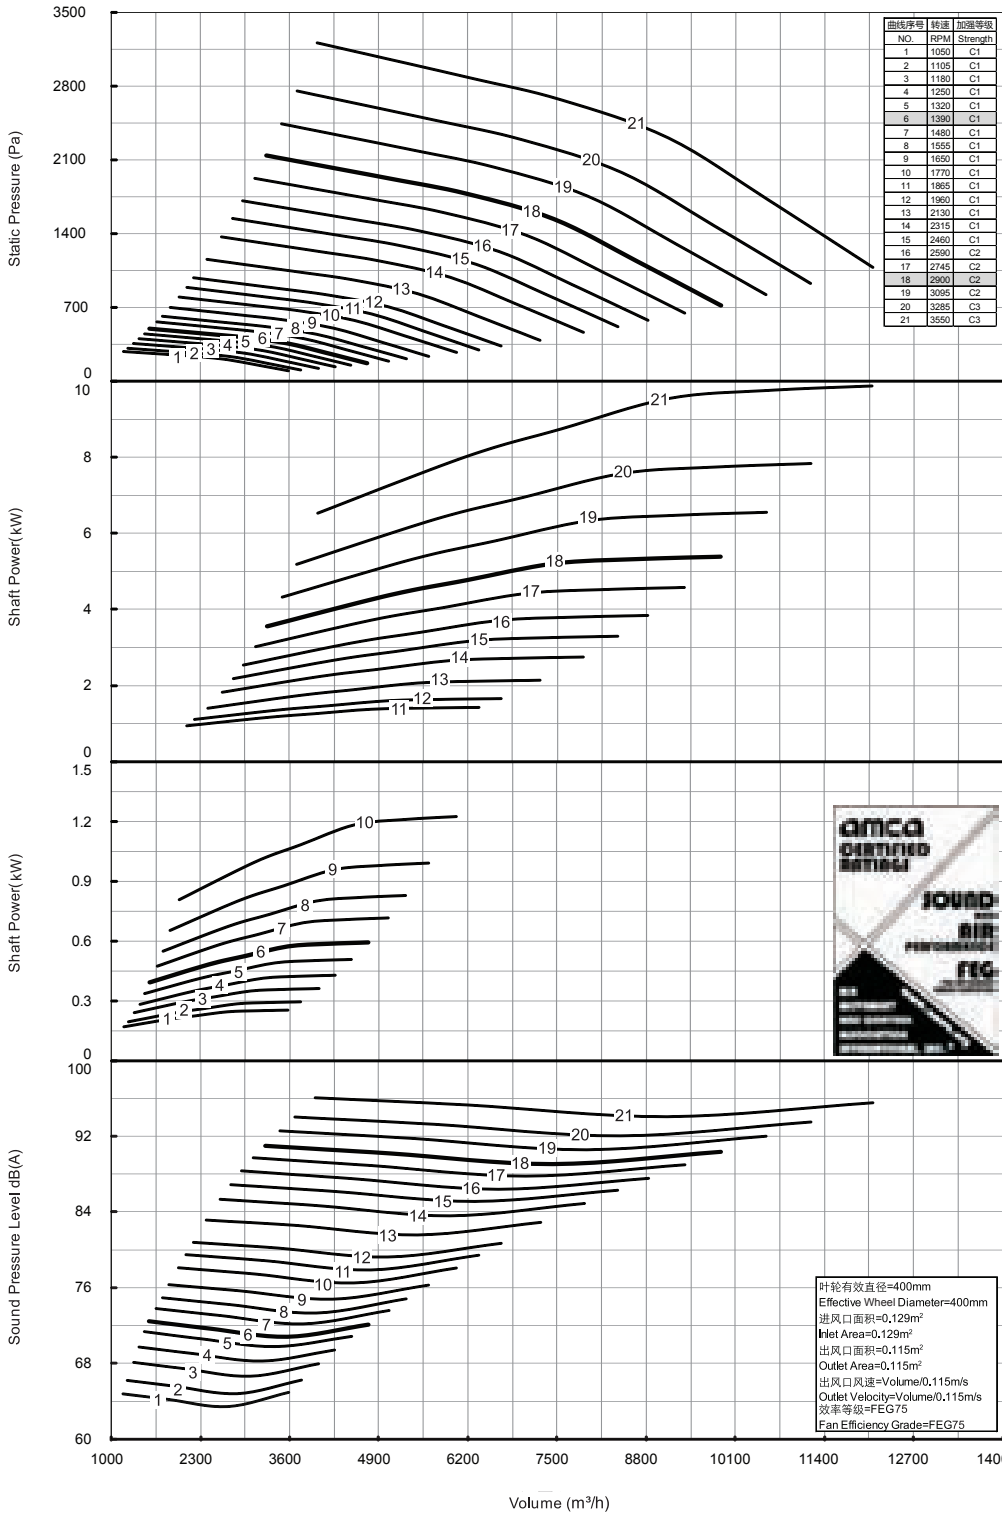 3500
2800
2100
1400
700
0
Static Pressure (Pa)
21
20
19
18
17
16
15
14
13
12
11
10
9
8
7
6
5
4
3
2
1
曲线序号 转速 加强等级
NO. RPM Strength
1 1050 C1
2 1105 C1
3 1180 C1
4 1250 C1
5 1320 C1
6 1390 C1
7 1480 C1
8 1555 C1
9 1650 C1
10 1770 C1
11 1865 C1
12 1960 C1
13 2130 C1
14 2315 C1
15 2460 C1
16 2590 C2
17 2745 C2
18 2900 C2
19 3095 C2
20 3285 C3
21 3550 C3
10
8
6
4
2
0
Shaft Power(kW)
21
20
19
18
17
16
15
14
13
12
11
1.5
1.2
0.9
0.6
0.3
0
Shaft Power(kW)
10
9
8
7
6
5
4
3
2
1
amca
CERTIFIED
RATINGS
SOUND
AIR
PERFORMANCE
FEG
100
92
84
76
68
60
Sound Pressure Level dB(A)
21
20
19
18
17
16
15
14
13
12
11
10
9
8
7
6
5
4
3
2
1
叶轮有效直径=400mm
Effective Wheel Diameter=400mm
进风口面积=0.129m²
Inlet Area=0.129m²
出风口面积=0.115m²
Outlet Area=0.115m²
出风口风速=Volume/0.115m/s
Outlet Velocity=Volume/0.115m/s
效率等级=FEG75
Fan Efficiency Grade=FEG75
1000 2300 3600 4900 6200 7500 8800 10100 11400 12700 1400
Volume (m³/h)